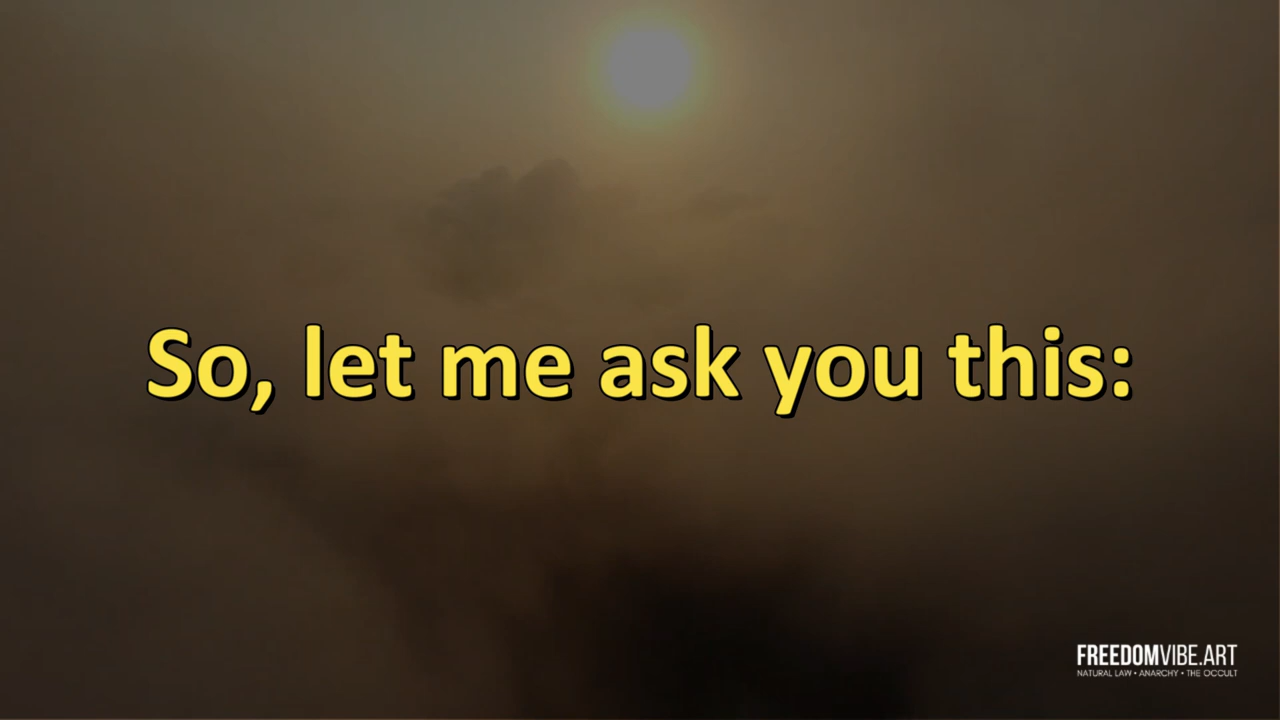 So, let me ask you this:
FREEDOMVIBE.ART
NATURAL LAW • ANARCHY • THE OCCULT